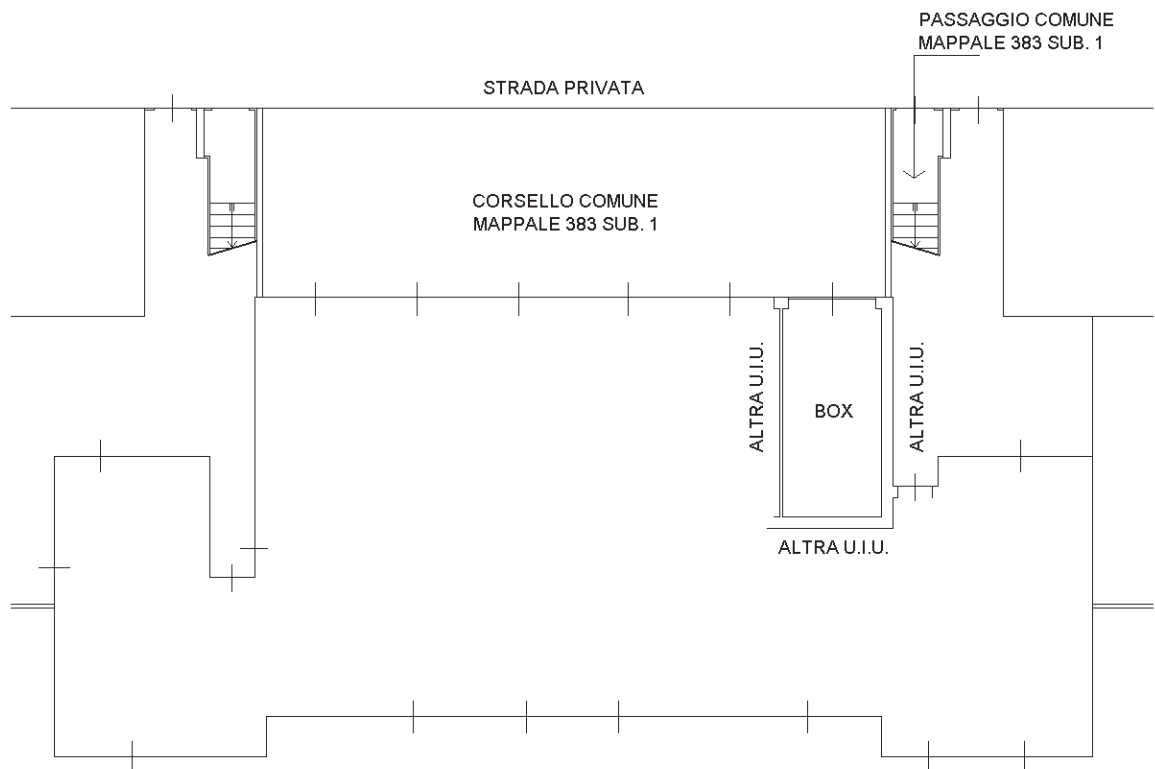 PASSAGGIO COMUNE
MAPPALE 383 SUB. 1
STRADA PRIVATA
CORSELLO COMUNE
MAPPALE 383 SUB. 1
ALTRA U.I.U.
BOX
ALTRA U.I.U.
ALTRA U.I.U.